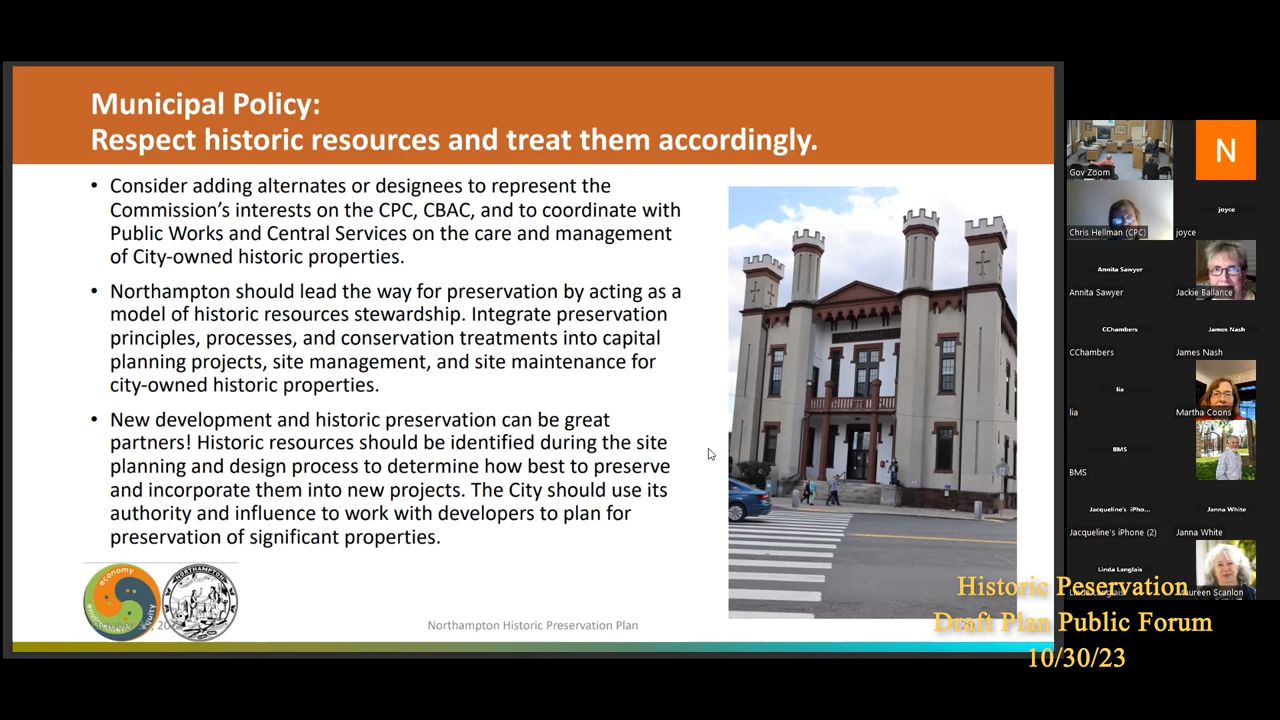 Municipal Policy:
Respect historic resources and treat them accordingly.
• Consider adding alternates or designees to represent the
Commission's interests on the CPC, CBAC, and to coordinate with
Public Works and Central Services on the care and management
of City-owned historic properties.
• Northampton should lead the way for preservation by acting as a
model of historic resources stewardship. Integrate preservation
principles, processes, and conservation treatments into capital
planning projects, site management, and site maintenance for
city-owned historic properties.
• New development and historic preservation can be great
partners! Historic resources should be identified during the site
planning and design process to determine how best to preserve
and incorporate them into new projects. The City should use its
authority and influence to work with developers to plan for
preservation of significant properties.
economy
equity
NORTHAMPTON
Northampton Historic Preservation Plan
Gov Zoom
N
Chris Hellman (CPC)
joyce
joyce
Annita Sawyer
Annita Sawyer
Jackie Ballance
CChambers
CChambers
James Nash
James Nash
lia
lia
Martha Coons
BMS
BMS
Jacqueline's iPho...
Jacqueline's iPhone (2)
Janna White
Janna White
Linda Langlais
Scanlon
Historic Peservation
Draft Plan Public Forum
10/30/23